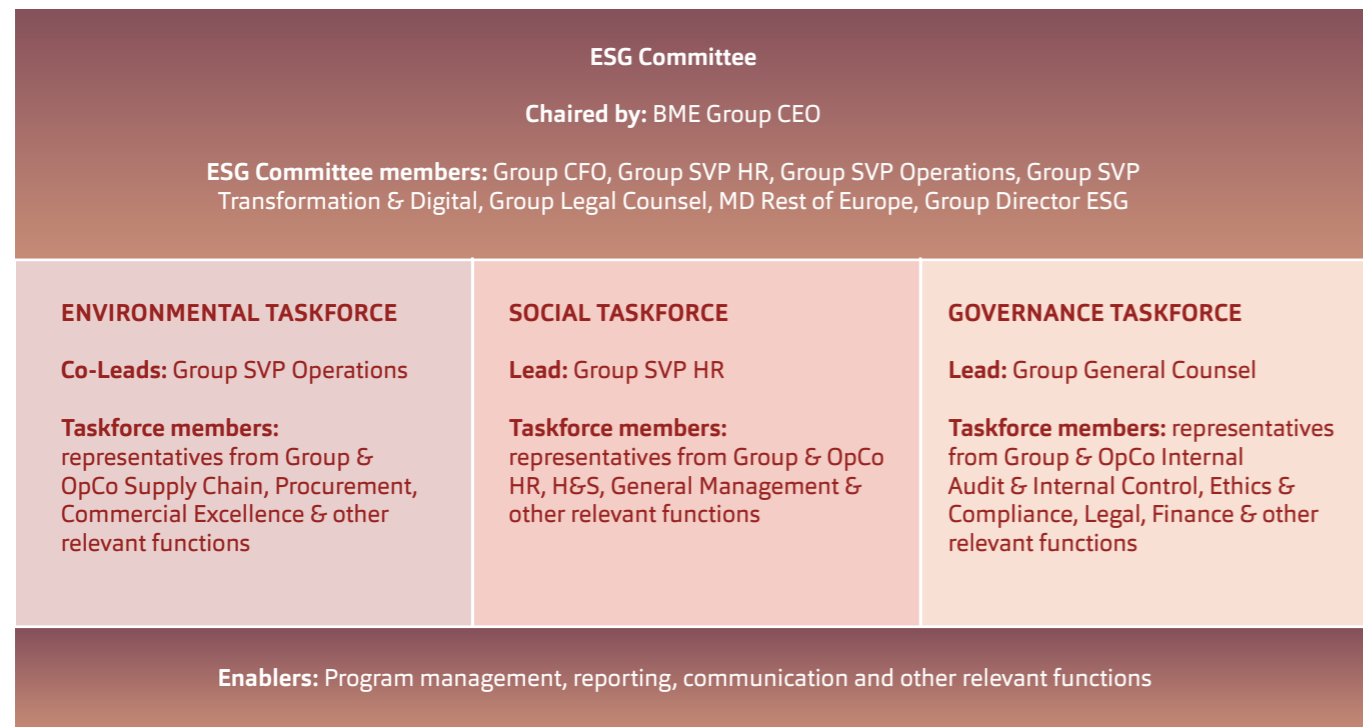 ESG Committee
Chaired by: BME Group CEO
ESG Committee members: Group CFO, Group SVP HR, Group SVP Operations, Group SVP
Transformation & Digital, Group Legal Counsel, MD Rest of Europe, Group Director ESG
ENVIRONMENTAL TASKFORCE
Co-Leads: Group SVP Operations
Taskforce members:
representatives from Group &
OpCo Supply Chain, Procurement,
Commercial Excellence & other
relevant functions
SOCIAL TASKFORCE
Lead: Group SVP HR
Taskforce members:
representatives from Group & OpCo
HR, H&S, General Management &
other relevant functions
GOVERNANCE TASKFORCE
Lead: Group General Counsel
Taskforce members: representatives
from Group & OpCo Internal
Audit & Internal Control, Ethics &
Compliance, Legal, Finance & other
relevant functions
Enablers: Program management, reporting, communication and other relevant functions